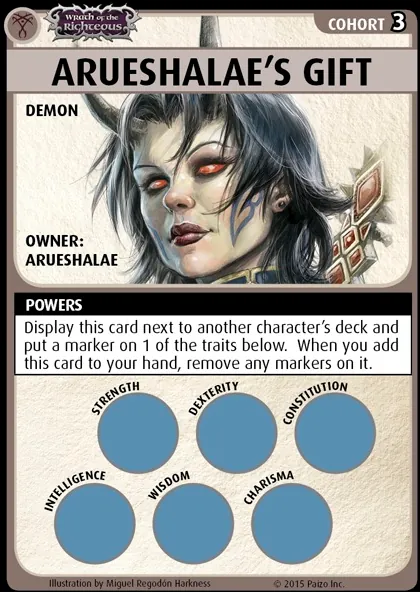 Wrath of the
Righteous
COHORT 3
ARUESHALAE'S GIFT
DEMON
OWNER:
ARUESHALAE
POWERS
Display this card next to another character's deck and
put a marker on 1 of the traits below.  When you add
this card to your hand, remove any markers on it.
STRENGTH
DEXTERITY
CONSTITUTION
INTELLIGENCE
WISDOM
CHARISMA
Illustration by Miguel Regodón Harkness
© 2015 Paizo Inc.